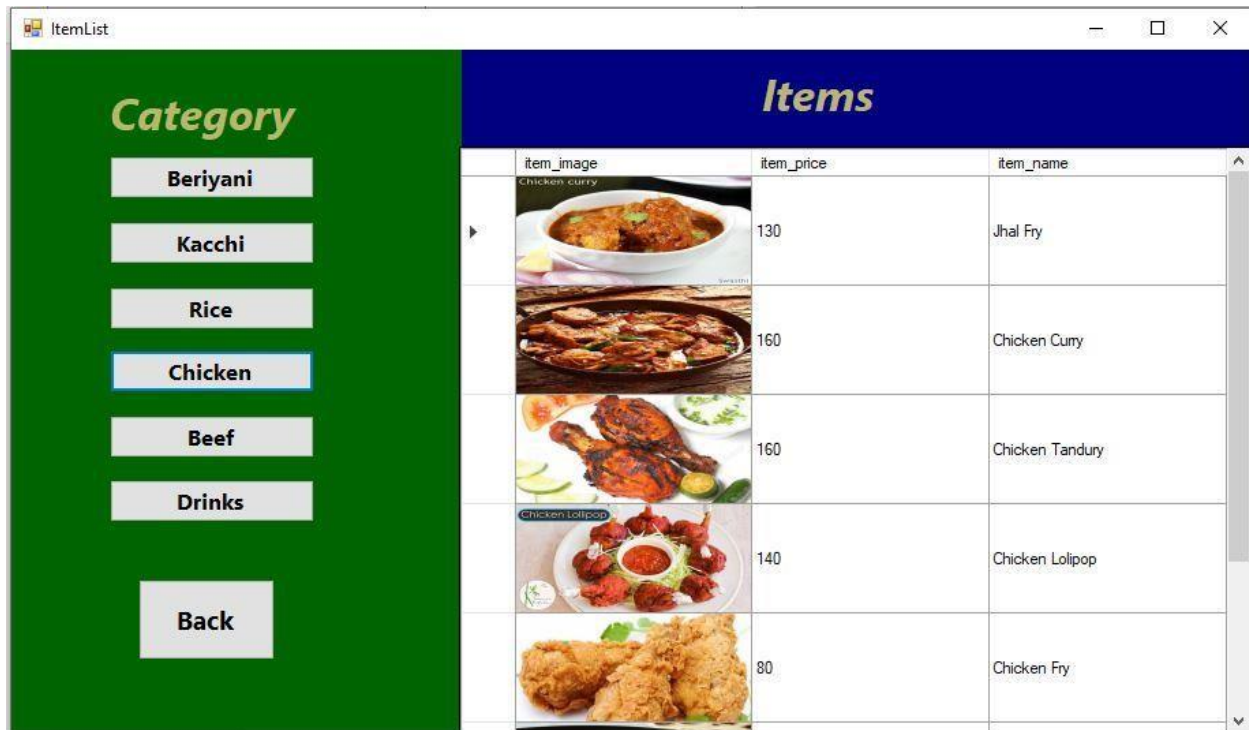 ItemList
Category
Beriyani
Kacchi
Rice
Chicken
Beef
Drinks
Back
Items
item_image item_price item_name
Chicken curry
130 Jhal Fry
160 Chicken Curry
160 Chicken Tandury
Chicken Lollipop
140 Chicken Lolipop
80 Chicken Fry